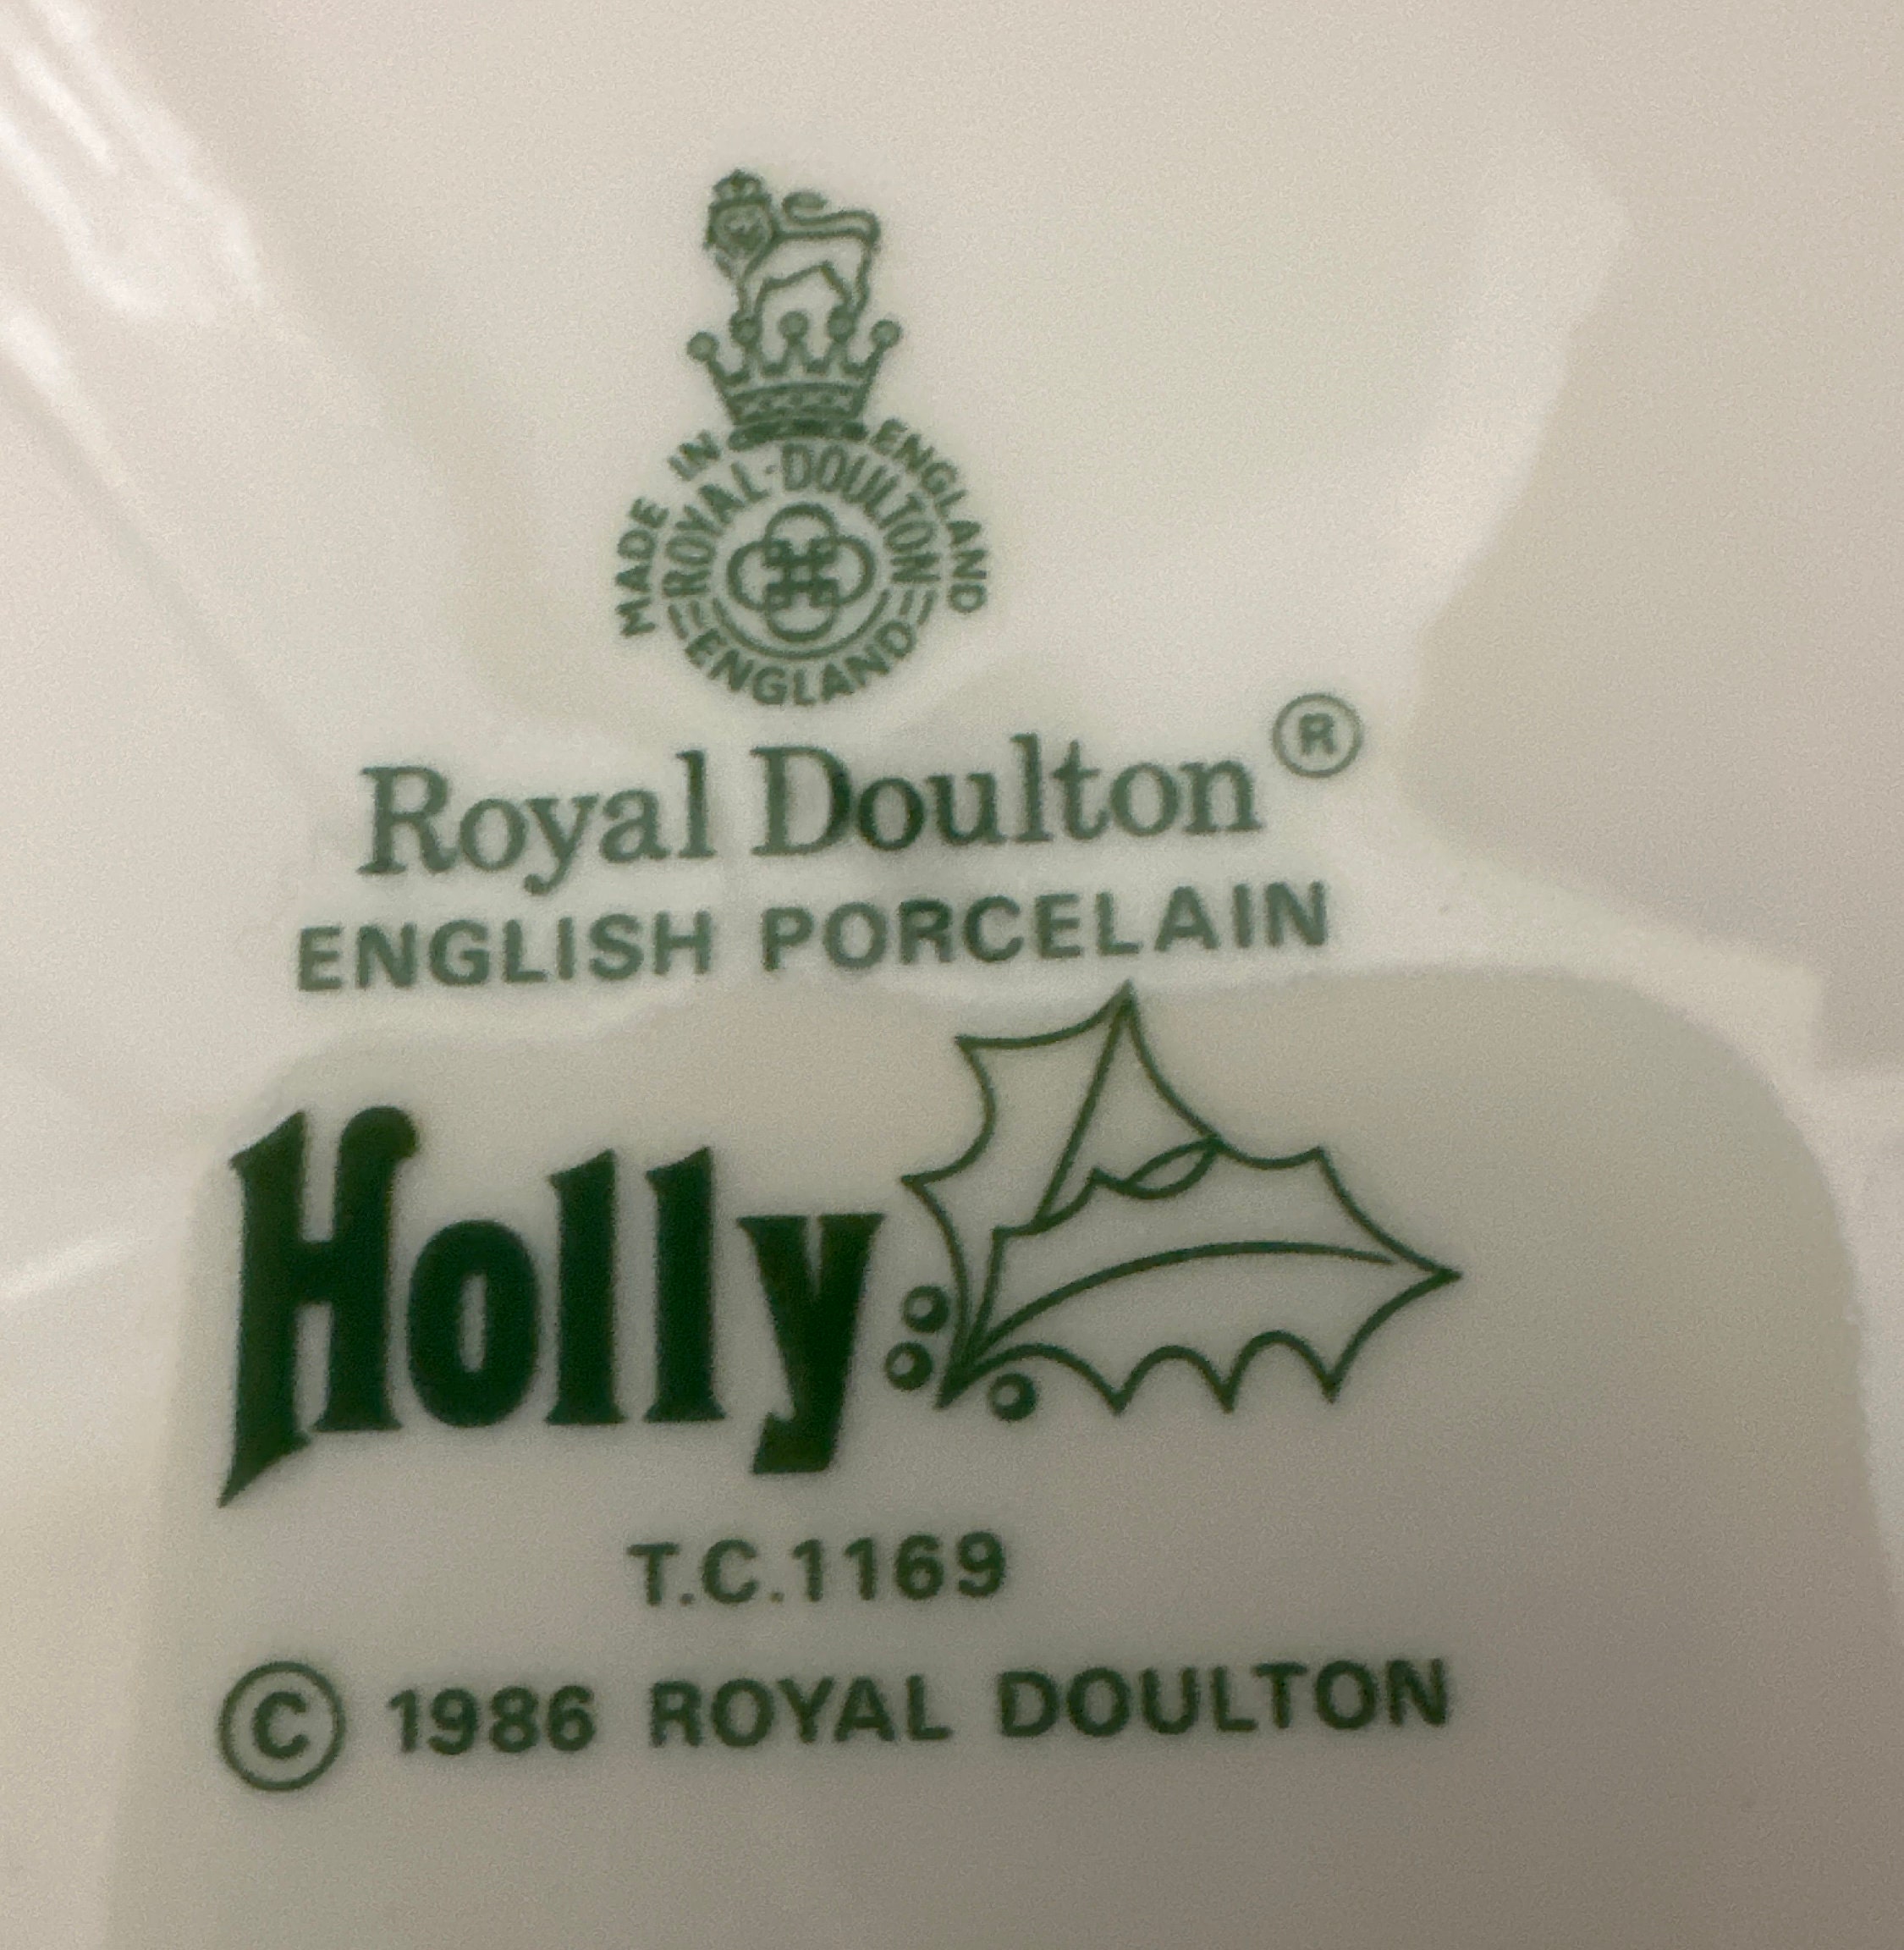 MADE IN ENGLAND
ROYAL-DOULTON
ENGLAND
Royal Doulton®
ENGLISH PORCELAIN
Holly
T.C.1169
© 1986 ROYAL DOULTON